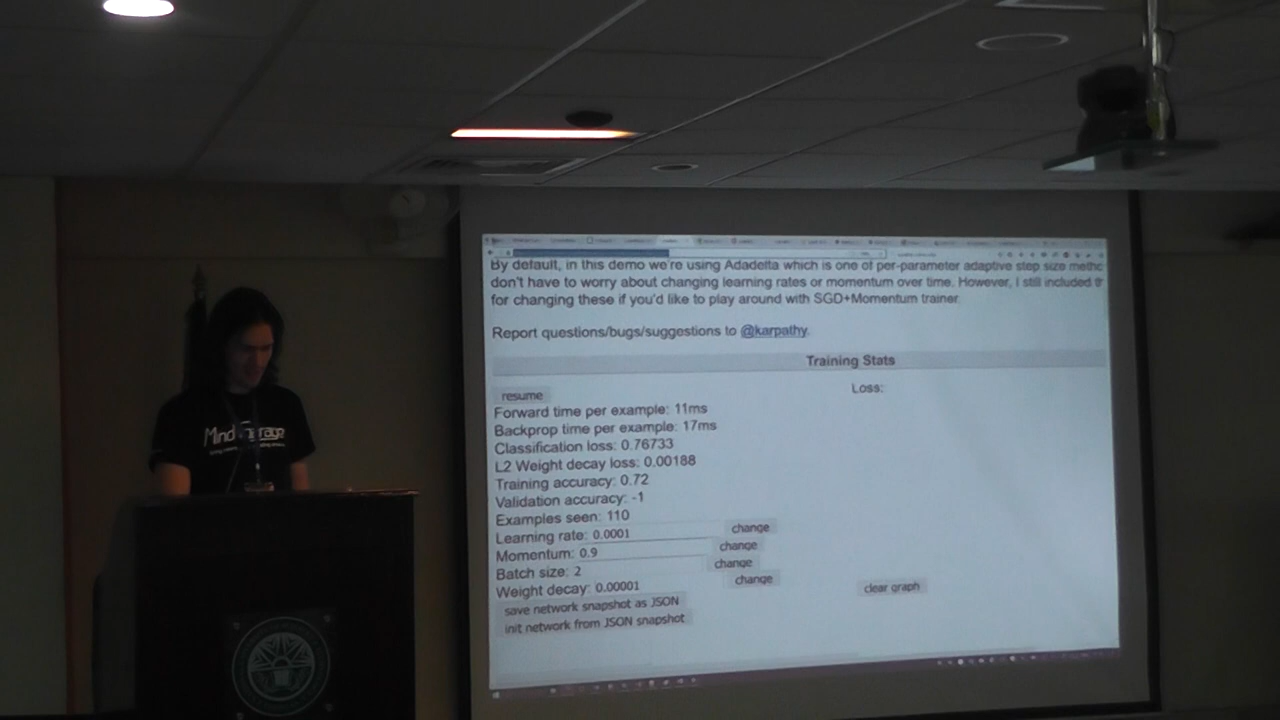 By default, in this demo we're using Adadelta which is one of per-parameter adaptive step size metho
don't have to worry about changing learning rates or momentum over time. However, I still included
for changing these if you'd like to play around with SGD+Momentum trainer.
Report questions/bugs/suggestions to @karpathy.
Training Stats
resume
Loss:
Forward time per example: 11ms
Backprop time per example: 17ms
Classification loss: 0.76733
L2 Weight decay loss: 0.00188
Training accuracy: 0.72
Validation accuracy: -1
Examples seen: 110
Learning rate: 0.0001 change
Momentum: 0.9 change
Batch size: 2 change
Weight decay: 0.00001 change
clear graph
save network snapshot as JSON
init network from JSON snapshot
Mind